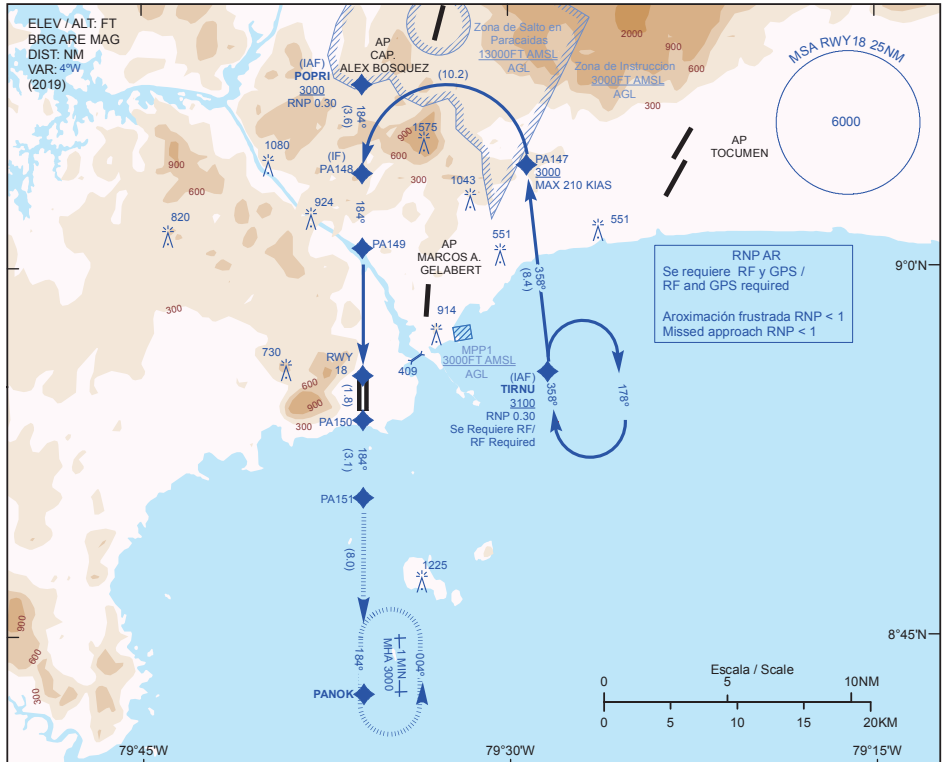 ELEV / ALT: FT
BRG ARE MAG
DIST: NM
VAR: 4°W
(2019)
AP
CAP.
ALEX BOSQUEZ
(IAF)
POPRI
3000
RNP 0.30
184°
(3.6)
(10.2)
Zona de Salto en
Paracaidas
13000FT AMSL
AGL
Zona de Instruccion
3000FT AMSL
AGL
2000
900
600
300
MSA RWY18 25NM
6000
AP
TOCUMEN
1080
(IF)
PA148
900
1575
600
300
1043
PA147
3000
MAX 210 KIAS
900
600
820
924
184°
PA149
551
551
AP
MARCOS A.
GELABERT
358°
(8.4)
RNP AR
Se requiere RF y GPS /
RF and GPS required
Aroximación frustrada RNP < 1
Missed approach RNP < 1
9°0'N
300
914
MPP1
3000FT AMSL
AGL
409
730
RWY
18
600
900
300
(1.8)
PA150
(IAF)
TIRNU
3100
RNP 0.30
Se Requiere RF/
RF Required
358°
178°
184°
(3.1)
PA151
(8.0)
1225
900
600
300
184°
1 MIN
MHA 3000
004°
PANOK
8°45'N
Escala / Scale
0
5
10NM
0
5
10
15
20KM
79°45'W
79°30'W
79°15'W